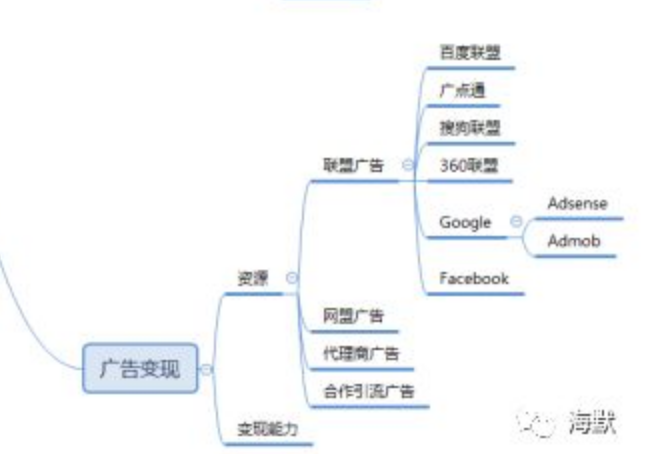 广告变现
资源
联盟广告
百度联盟
广点通
搜狗联盟
360联盟
Google
Adsense
Admob
Facebook
网盟广告
代理商广告
合作引流广告
变现能力
海默